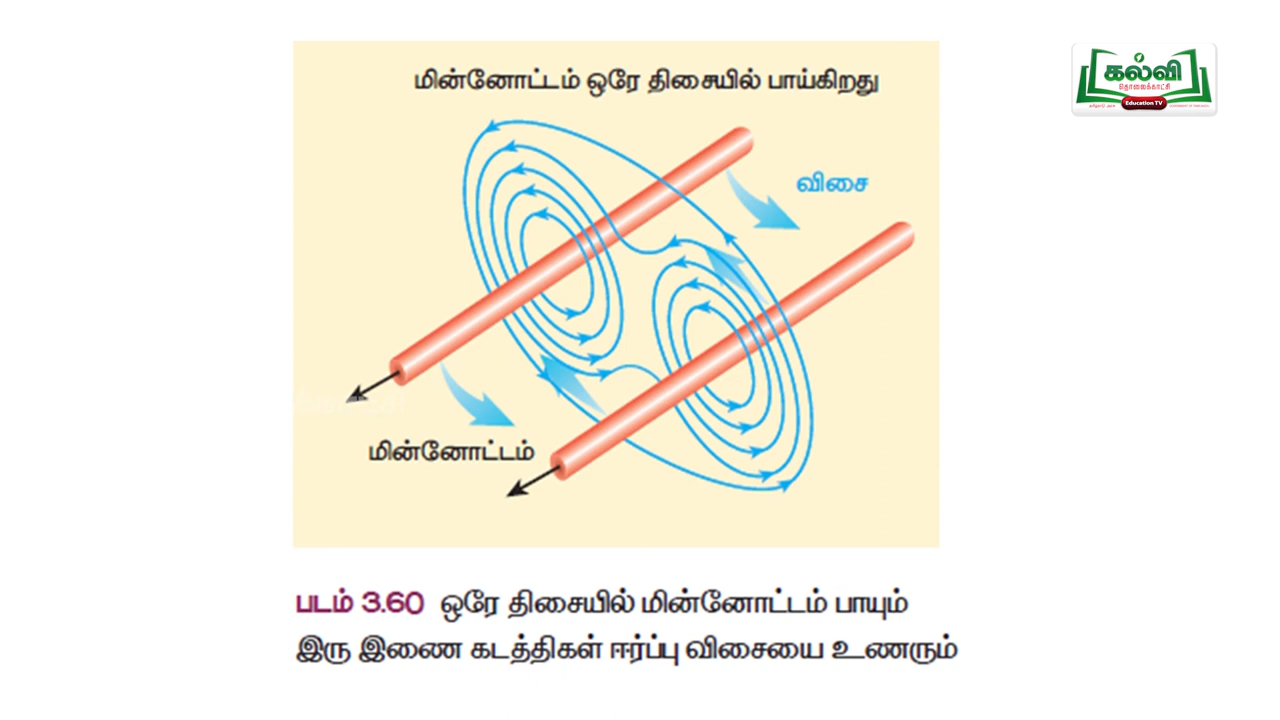 மின்னோட்டம் ஒரே திசையில் பாய்கிறது
கல்வி
தொலைக்காட்சி
Education TV
விசை
மின்னோட்டம்
படம் 3.60 ஒரே திசையில் மின்னோட்டம் பாயும்
இரு இணை கடத்திகள் ஈர்ப்பு விசையை உணரும்